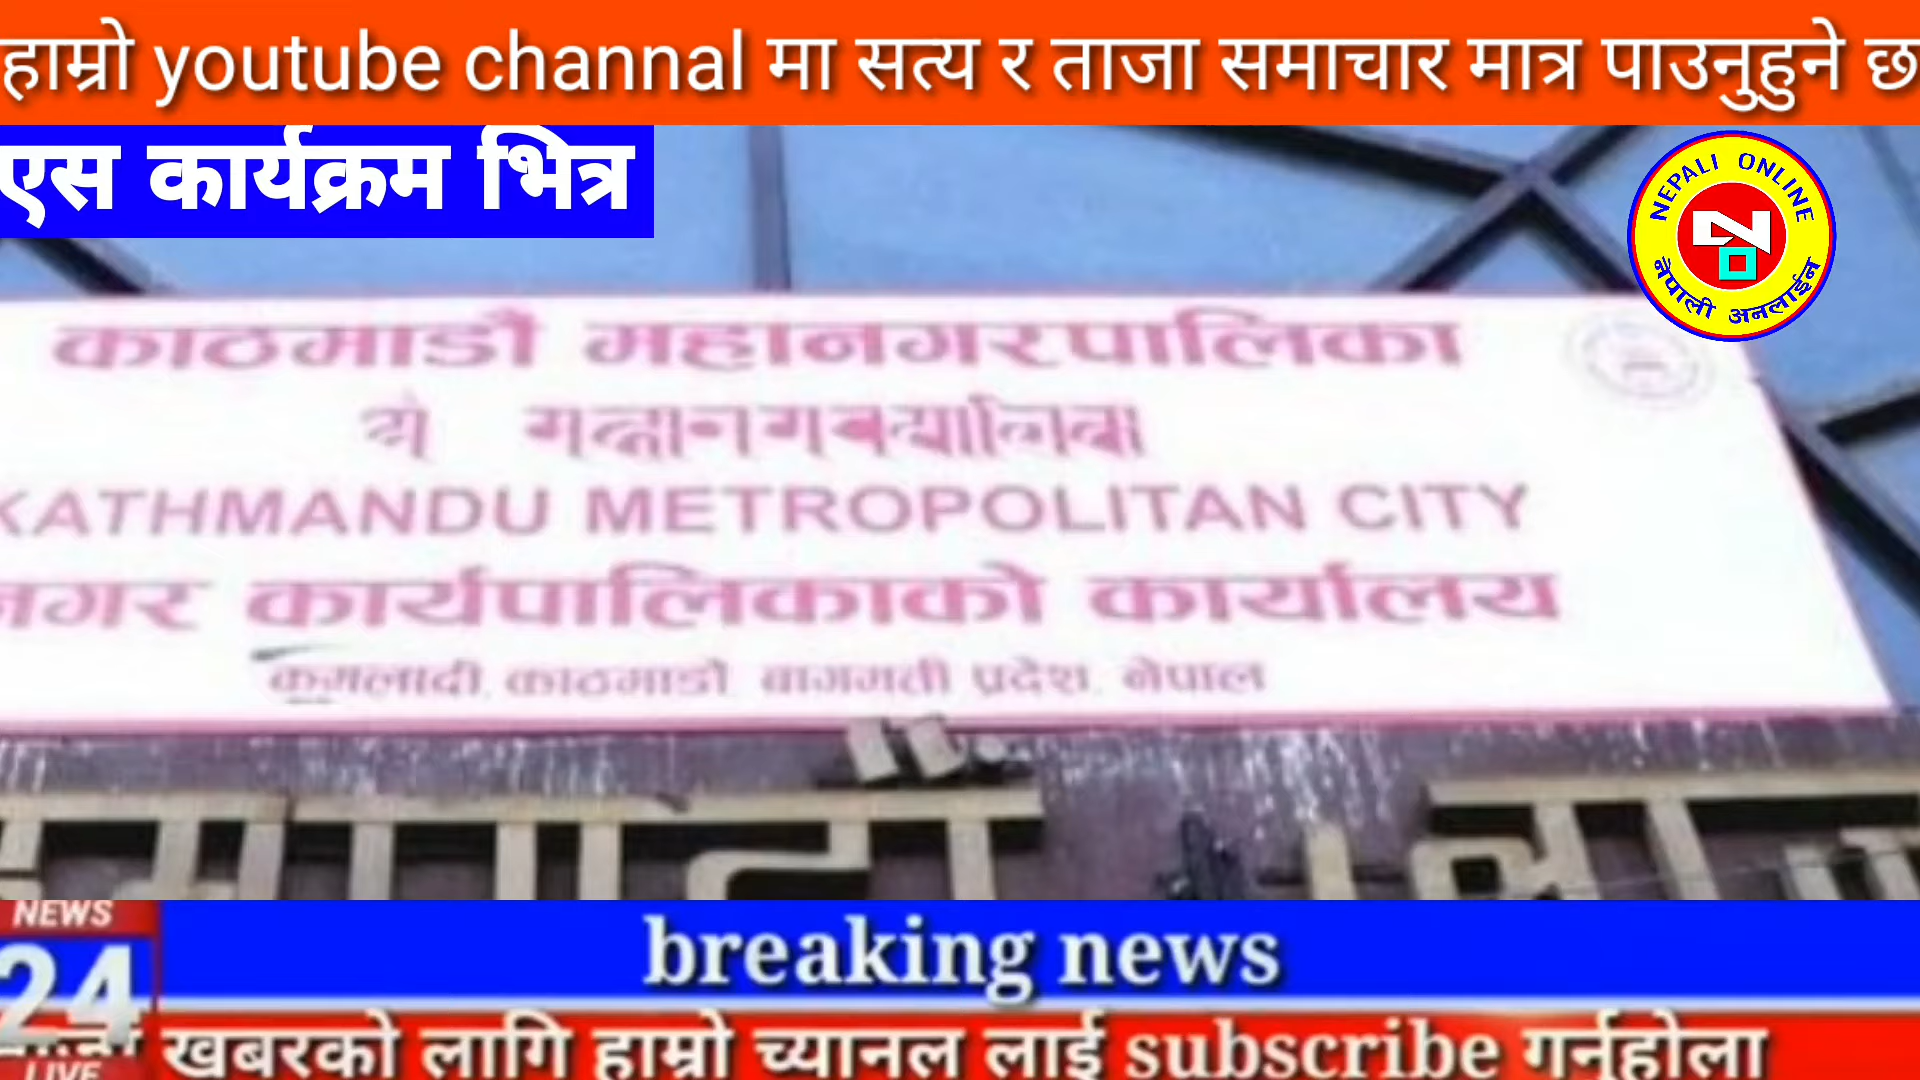 हाम्रो youtube channal मा सत्य र ताजा समाचार मात्र पाउनुहुने छ
एस कार्यक्रम भित्र
NEPALI ONLINE
नेपाली अनलाईन
काठमाडौं महानगरपालिका
KATHMANDU METROPOLITAN CITY
नगर कार्यपालिकाको कार्यालय
काठमाडौं, बागमती प्रदेश, नेपाल
NEWS
24
LIVE
breaking news
खबरको लागि हाम्रो च्यानल लाई subscribe गर्नुहोला